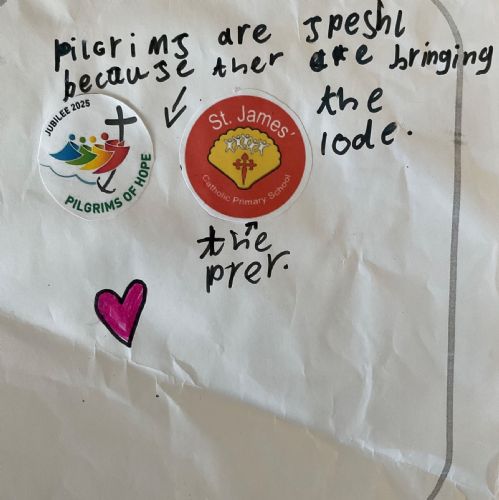 pilgrims are speshl
because ther are bringing
the
lode.
JUBILEE 2025
PILGRIMS OF HOPE
St. James'
Catholic Primary School
the
prer.